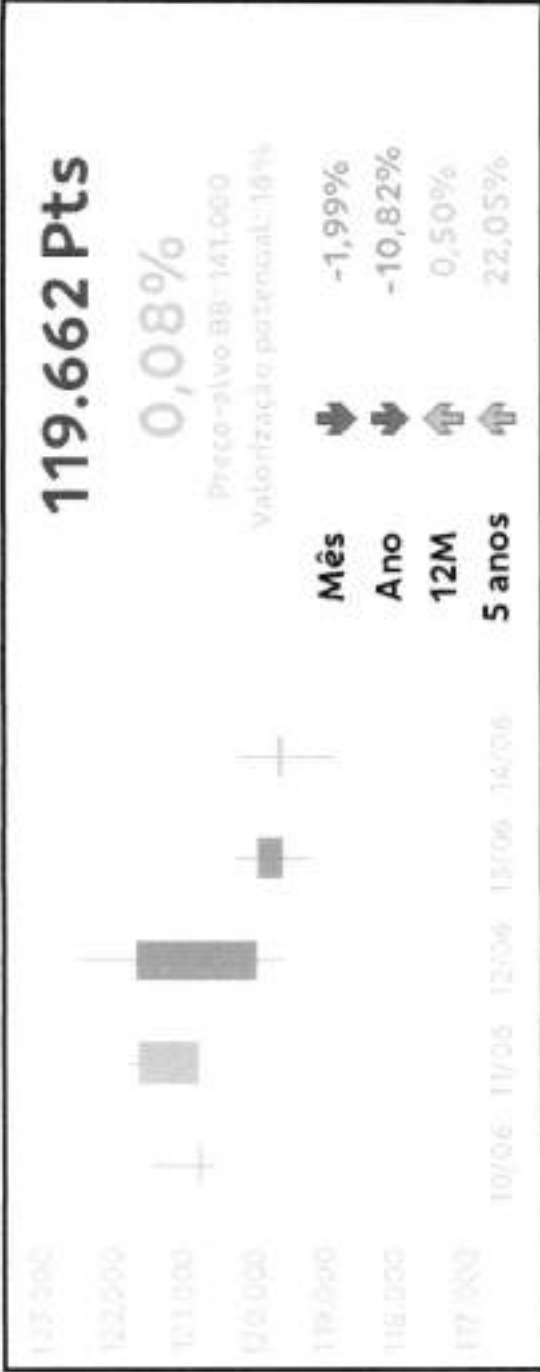 119.662 Pts
0,08%
Preço-alvo BB: 141.000
Valorização potencial: 18%
Mês -1,99%
Ano -10,82%
12M 0,50%
5 anos 22,05%
123.000
122.000
121.000
120.000
119.000
118.000
117.000
10/06 11/06 12/06 13/06 14/06